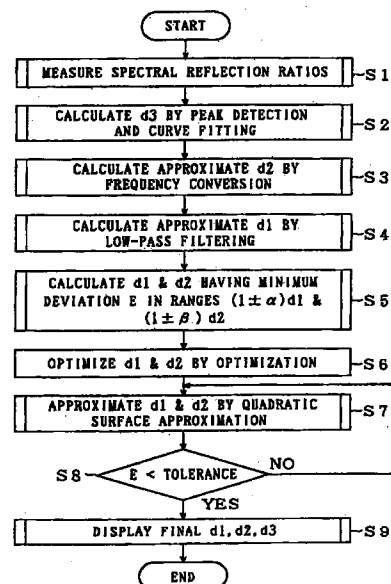 START
MEASURE SPECTRAL REFLECTION RATIOS
S1
CALCULATE d3 BY PEAK DETECTION
AND CURVE FITTING
S2
CALCULATE APPROXIMATE d2 BY
FREQUENCY CONVERSION
S3
CALCULATE APPROXIMATE d1 BY
LOW-PASS FILTERING
S4
CALCULATE d1 & d2 HAVING MINIMUM
DEVIATION E IN RANGES (1±α)d1 &
(1±β) d2
S5
OPTIMIZE d1 & d2 BY OPTIMIZATION
S6
APPROXIMATE d1 & d2 BY QUADRATIC
SURFACE APPROXIMATION
S7
S8
E < TOLERANCE
NO
YES
DISPLAY FINAL d1,d2,d3
S9
END